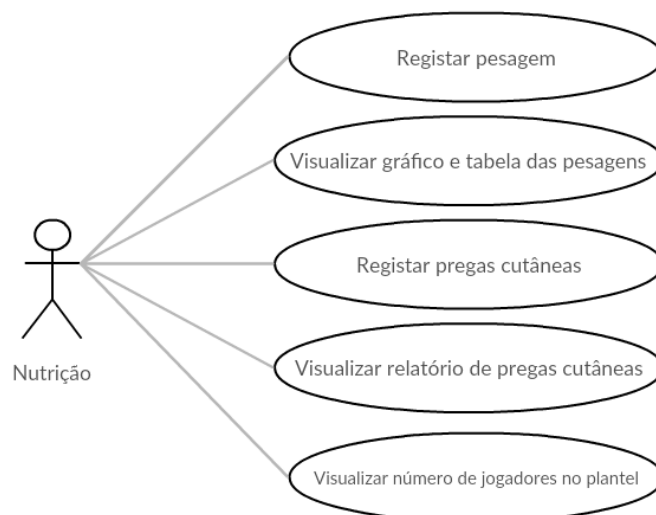 Registar pesagem
Visualizar gráfico e tabela das pesagens
Registar pregas cutâneas
Nutrição
Visualizar relatório de pregas cutâneas
Visualizar número de jogadores no plantel